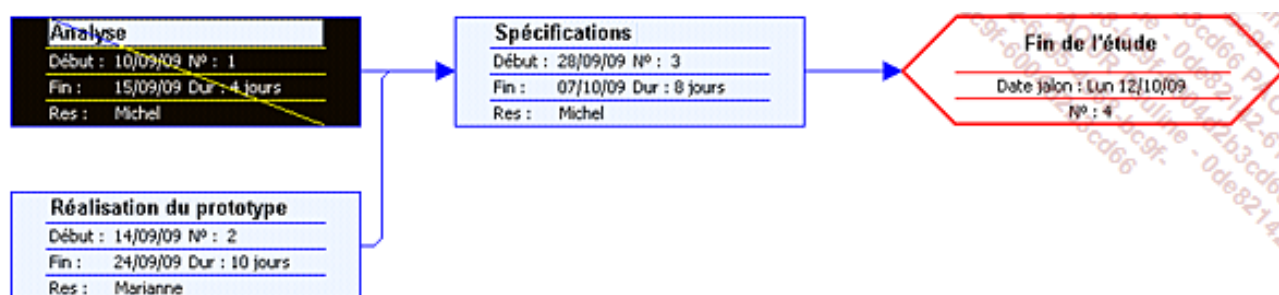 Analyse
Début : 10/09/09 Nº : 1
Fin : 15/09/09 Dur : 4 jours
Res : Michel
Spécifications
Début : 28/09/09 Nº : 3
Fin : 07/10/09 Dur : 8 jours
Res : Michel
Fin de l'étude
Date jalon : Lun 12/10/09
Nº : 4
Réalisation du prototype
Début : 14/09/09 Nº : 2
Fin : 24/09/09 Dur : 10 jours
Res : Marianne